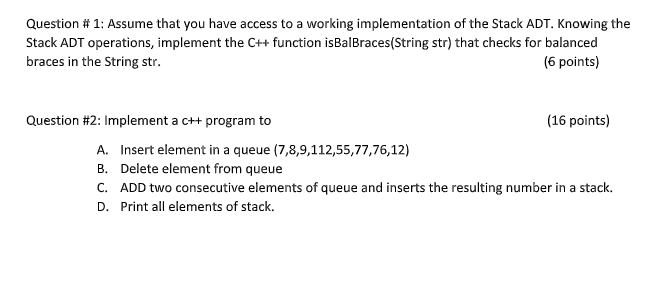 Question # 1: Assume that you have access to a working implementation of the Stack ADT. Knowing the
Stack ADT operations, implement the C++ function isBalBraces(String str) that checks for balanced
braces in the String str. (6 points)
Question #2: Implement a c++ program to (16 points)
A. Insert element in a queue (7,8,9,112,55,77,76,12)
B. Delete element from queue
C. ADD two consecutive elements of queue and inserts the resulting number in a stack.
D. Print all elements of stack.